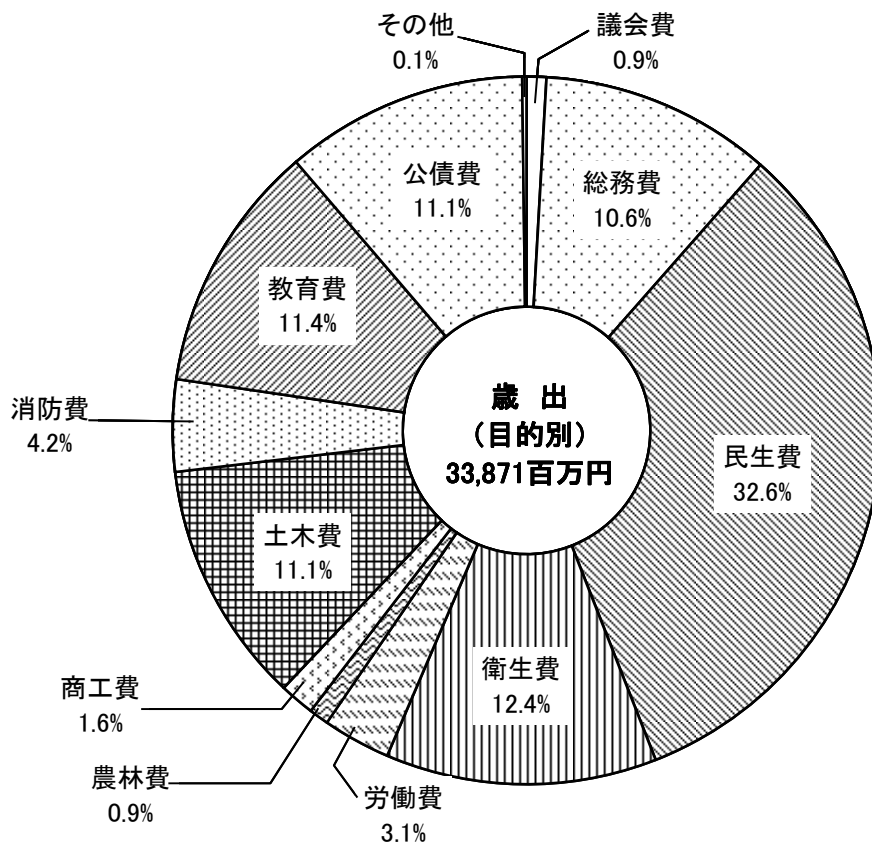 その他
0.1%
議会費
0.9%
公債費
11.1%
総務費
10.6%
教育費
11.4%
歳 出
（目的別）
33,871百万円
消防費
4.2%
民生費
32.6%
土木費
11.1%
衛生費
12.4%
商工費
1.6%
農林費
0.9%
労働費
3.1%